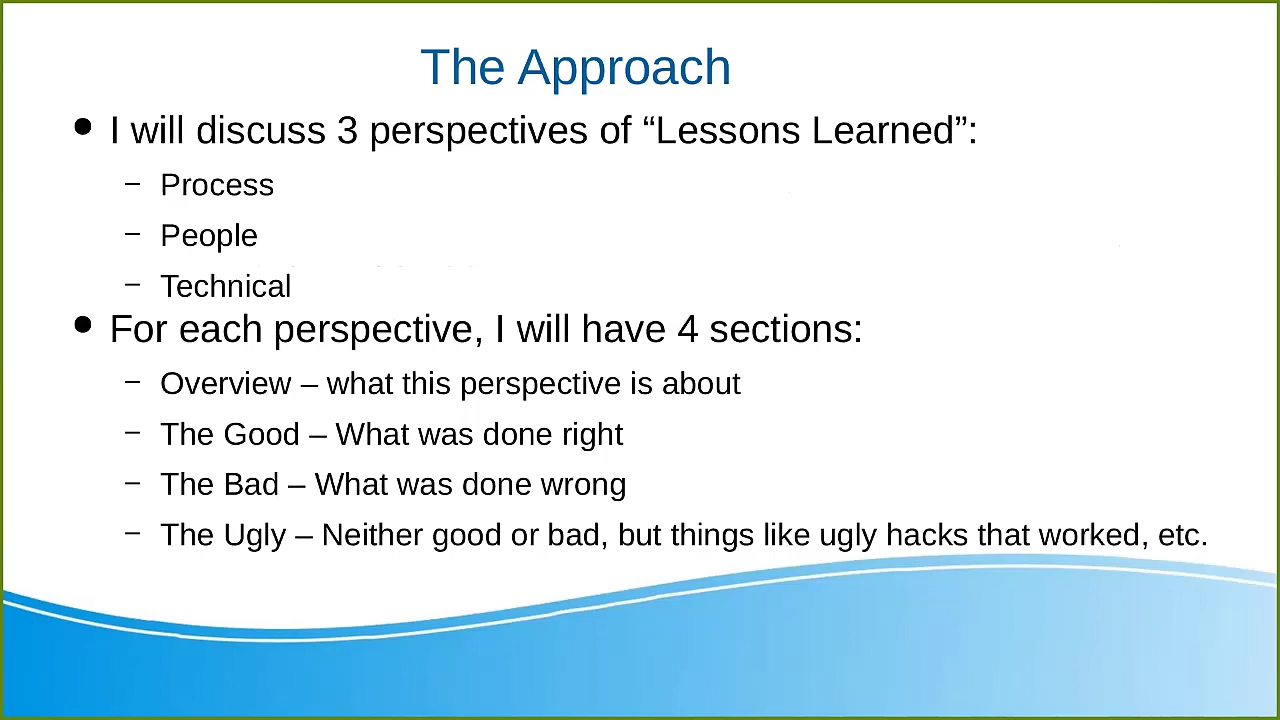 The Approach
● I will discuss 3 perspectives of “Lessons Learned”:
– Process
– People
– Technical
● For each perspective, I will have 4 sections:
– Overview – what this perspective is about
– The Good – What was done right
– The Bad – What was done wrong
– The Ugly – Neither good or bad, but things like ugly hacks that worked, etc.